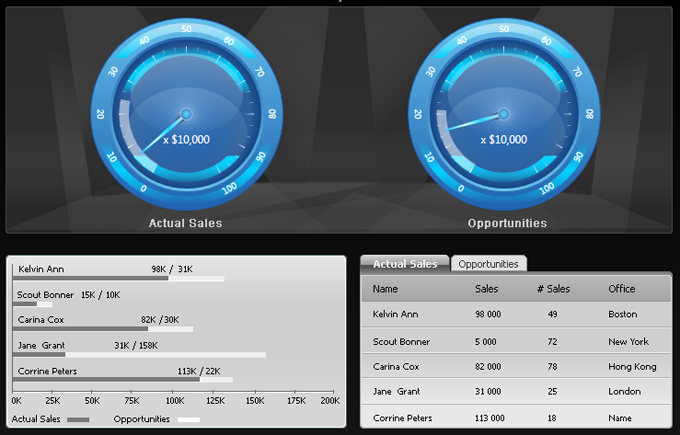 0 10 20 30 40 50 60 70 80 90 100
x $10,000
Actual Sales
0 10 20 30 40 50 60 70 80 90 100
x $10,000
Opportunities
Kelvin Ann 98K / 31K
Scout Bonner 15K / 10K
Carina Cox 82K /30K
Jane Grant 31K / 158K
Corrine Peters 113K / 22K
0K 25K 50K 75K 100K 125K 150K 175K 200K
Actual Sales Opportunities
Actual Sales Opportunities
Name Sales # Sales Office
Kelvin Ann 98 000 49 Boston
Scout Bonner 5 000 72 New York
Carina Cox 82 000 78 Hong Kong
Jane Grant 31 000 25 London
Corrine Peters 113 000 18 Name